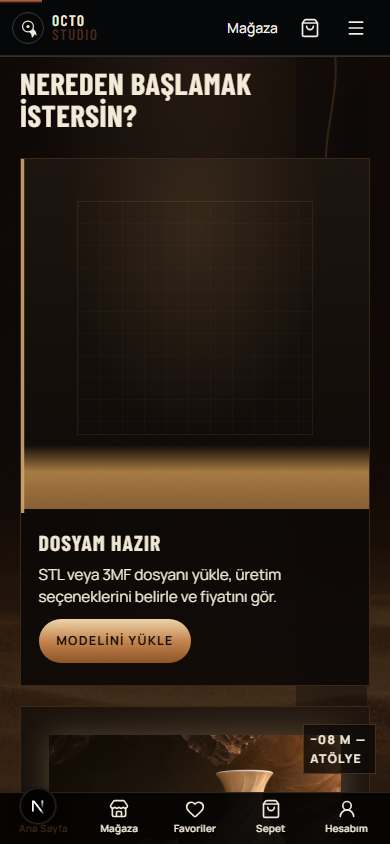 OCTO
STUDIO
Mağaza
NEREDEN BAŞLAMAK
İSTERSİN?
DOSYAM HAZIR
STL veya 3MF dosyanı yükle, üretim
seçeneklerini belirle ve fiyatını gör.
MODELİNİ YÜKLE
−08 M —
ATÖLYE
N
Ana Sayfa
Mağaza
Favoriler
Sepet
Hesabım